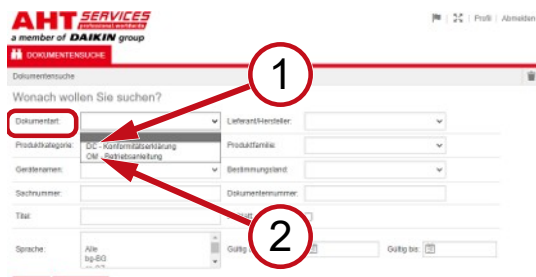 AHT SERVICES
professional. worldwide.
a member of DAIKIN group
Profil | Abmelden
DOKUMENTENSUCHE
Dokumentensuche
Wonach wollen Sie suchen?
Dokumentart: Lieferant/Hersteller:
DC - Konformitätserklärung
OM - Betriebsanleitung
Produktkategorie: Produktfamilie:
Gerätenamen: Bestimmungsland:
Sachnummer: Dokumentennummer:
Titel:
Sprache: Alle Gültig Gültig bis:
bg-BG
1
2